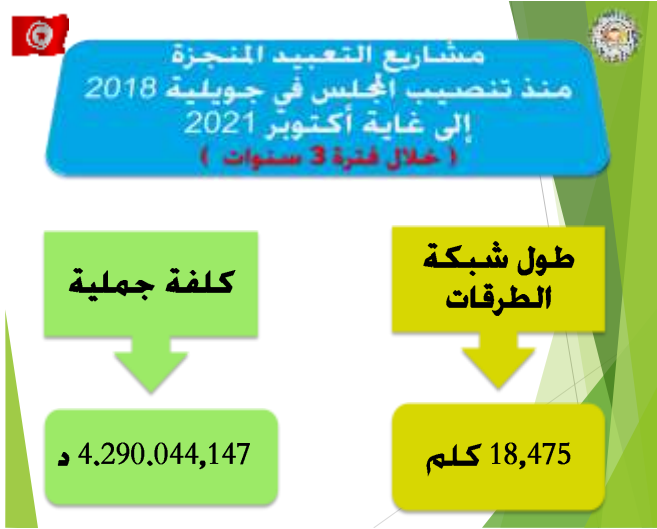 مشاريع التعبيد المنجزة
منذ تنصيب المجلس في جويلية 2018
إلى غاية أكتوبر 2021
( خلال فترة 3 سنوات )
طول شبكة
الطرقات
18,475 كلم
كلفة جملية
4.290.044,147 د